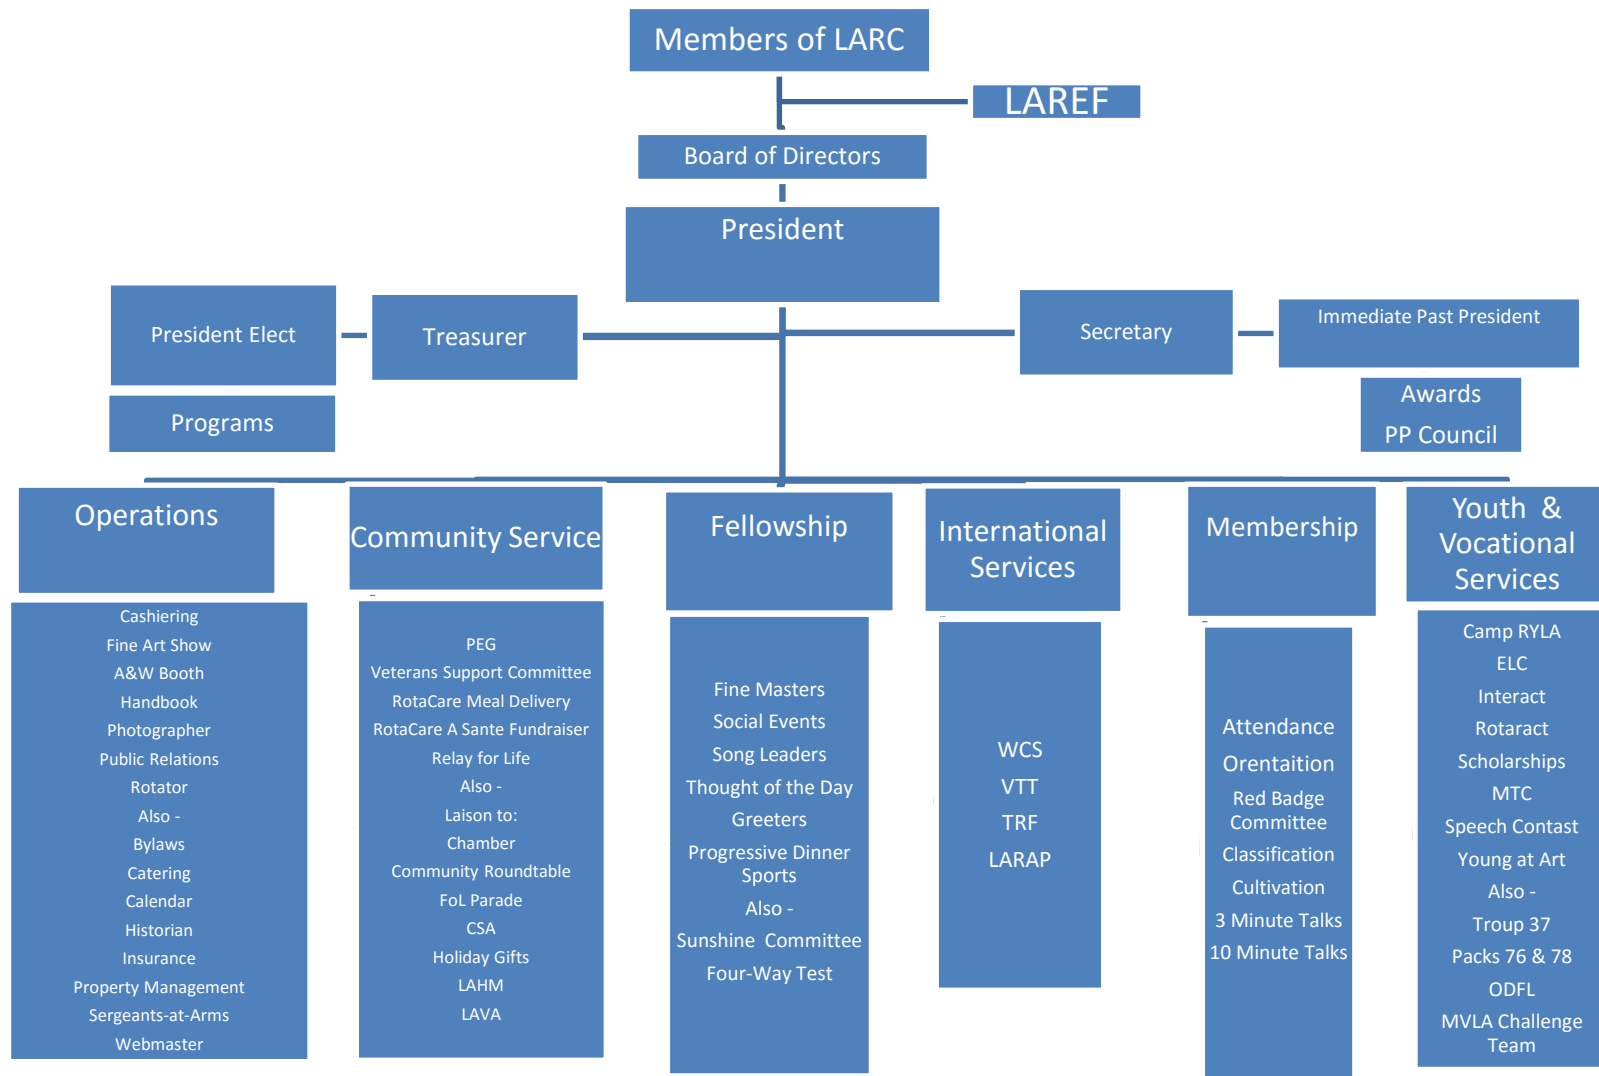 Members of LARC
LAREF
Board of Directors
President
President Elect
Treasurer
Secretary
Immediate Past President
Programs
Awards
PP Council
Operations
Cashiering
Fine Art Show
A&W Booth
Handbook
Photographer
Public Relations
Rotator
Also -
Bylaws
Catering
Calendar
Historian
Insurance
Property Management
Sergeants-at-Arms
Webmaster
Community Service
PEG
Veterans Support Committee
RotaCare Meal Delivery
RotaCare A Sante Fundraiser
Relay for Life
Also -
Laison to:
Chamber
Community Roundtable
FoL Parade
CSA
Holiday Gifts
LAHM
LAVA
Fellowship
Fine Masters
Social Events
Song Leaders
Thought of the Day
Greeters
Progressive Dinner
Sports
Also -
Sunshine Committee
Four-Way Test
International
Services
WCS
VTT
TRF
LARAP
Membership
Attendance
Orentaition
Red Badge
Committee
Classification
Cultivation
3 Minute Talks
10 Minute Talks
Youth &
Vocational
Services
Camp RYLA
ELC
Interact
Rotaract
Scholarships
MTC
Speech Contast
Young at Art
Also -
Troup 37
Packs 76 & 78
ODFL
MVLA Challenge
Team